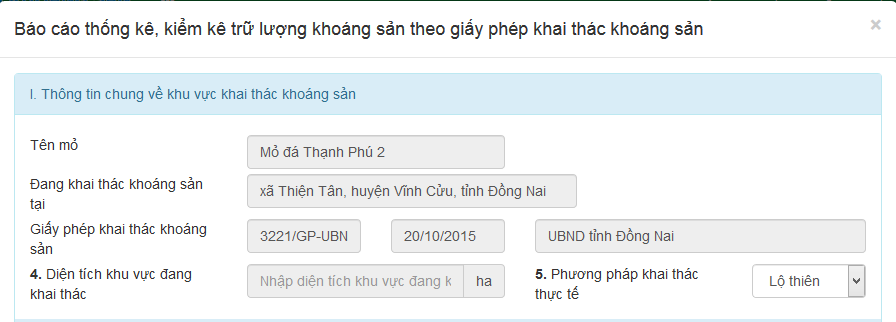 Báo cáo thống kê, kiểm kê trữ lượng khoáng sản theo giấy phép khai thác khoáng sản ×
I. Thông tin chung về khu vực khai thác khoáng sản
Tên mỏ Mỏ đá Thạnh Phú 2
Đang khai thác khoáng sản tại xã Thiện Tân, huyện Vĩnh Cửu, tỉnh Đồng Nai
Giấy phép khai thác khoáng sản 3221/GP-UBN 20/10/2015 UBND tỉnh Đồng Nai
4. Diện tích khu vực đang khai thác Nhập diện tích khu vực đang k ha 5. Phương pháp khai thác thực tế Lộ thiên